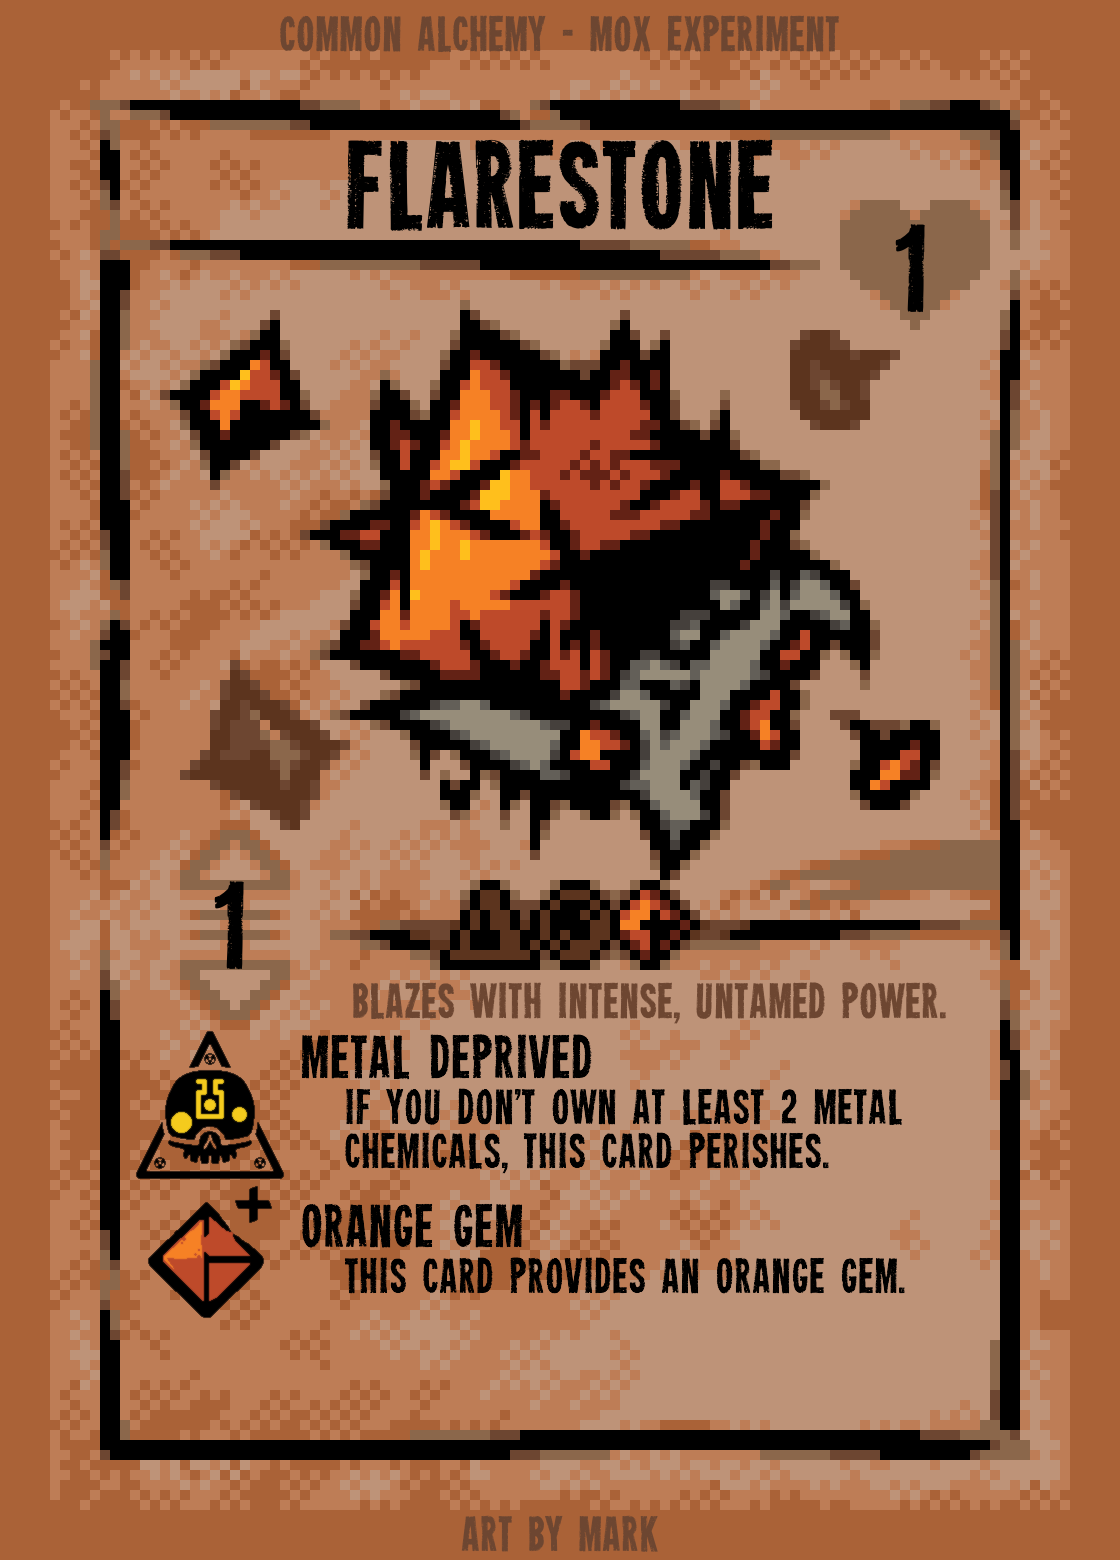 COMMON ALCHEMY - MOX EXPERIMENT
FLARESTONE
1
1
BLAZES WITH INTENSE, UNTAMED POWER.
METAL DEPRIVED
IF YOU DON'T OWN AT LEAST 2 METAL
CHEMICALS, THIS CARD PERISHES.
ORANGE GEM
THIS CARD PROVIDES AN ORANGE GEM.
ART BY MARK